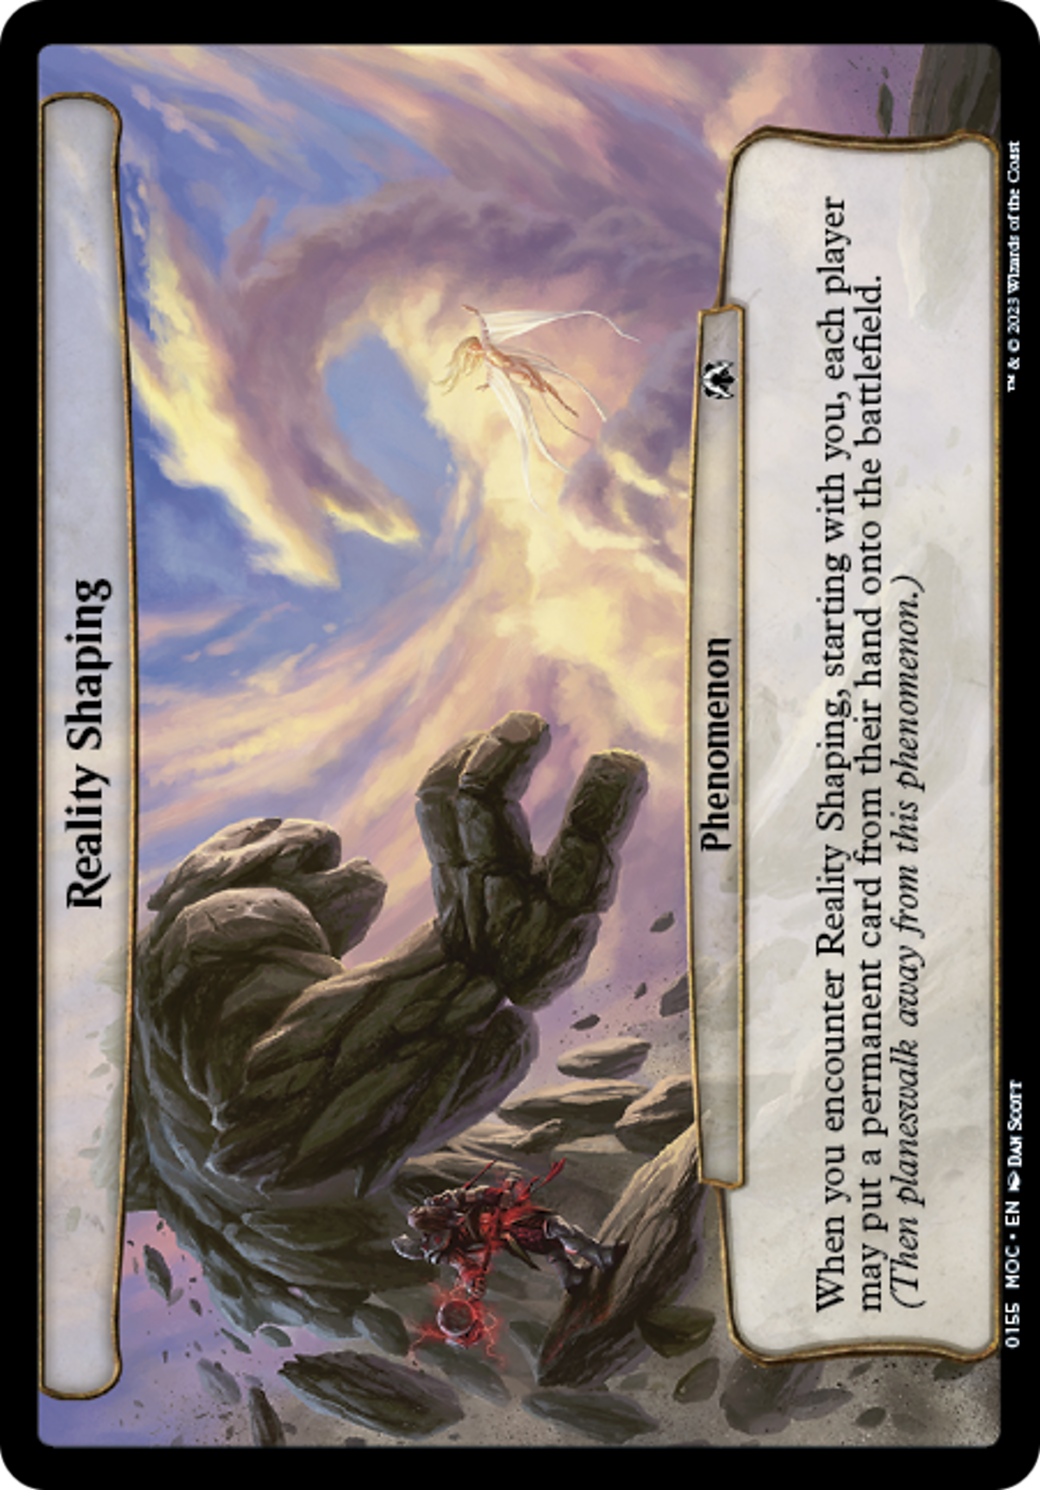 Reality Shaping
Phenomenon
When you encounter Reality Shaping, starting with you, each player
may put a permanent card from their hand onto the battlefield.
(Then planeswalk away from this phenomenon.)
0155 MOC • EN DAN SCOTT
™ & © 2023 Wizards of the Coast